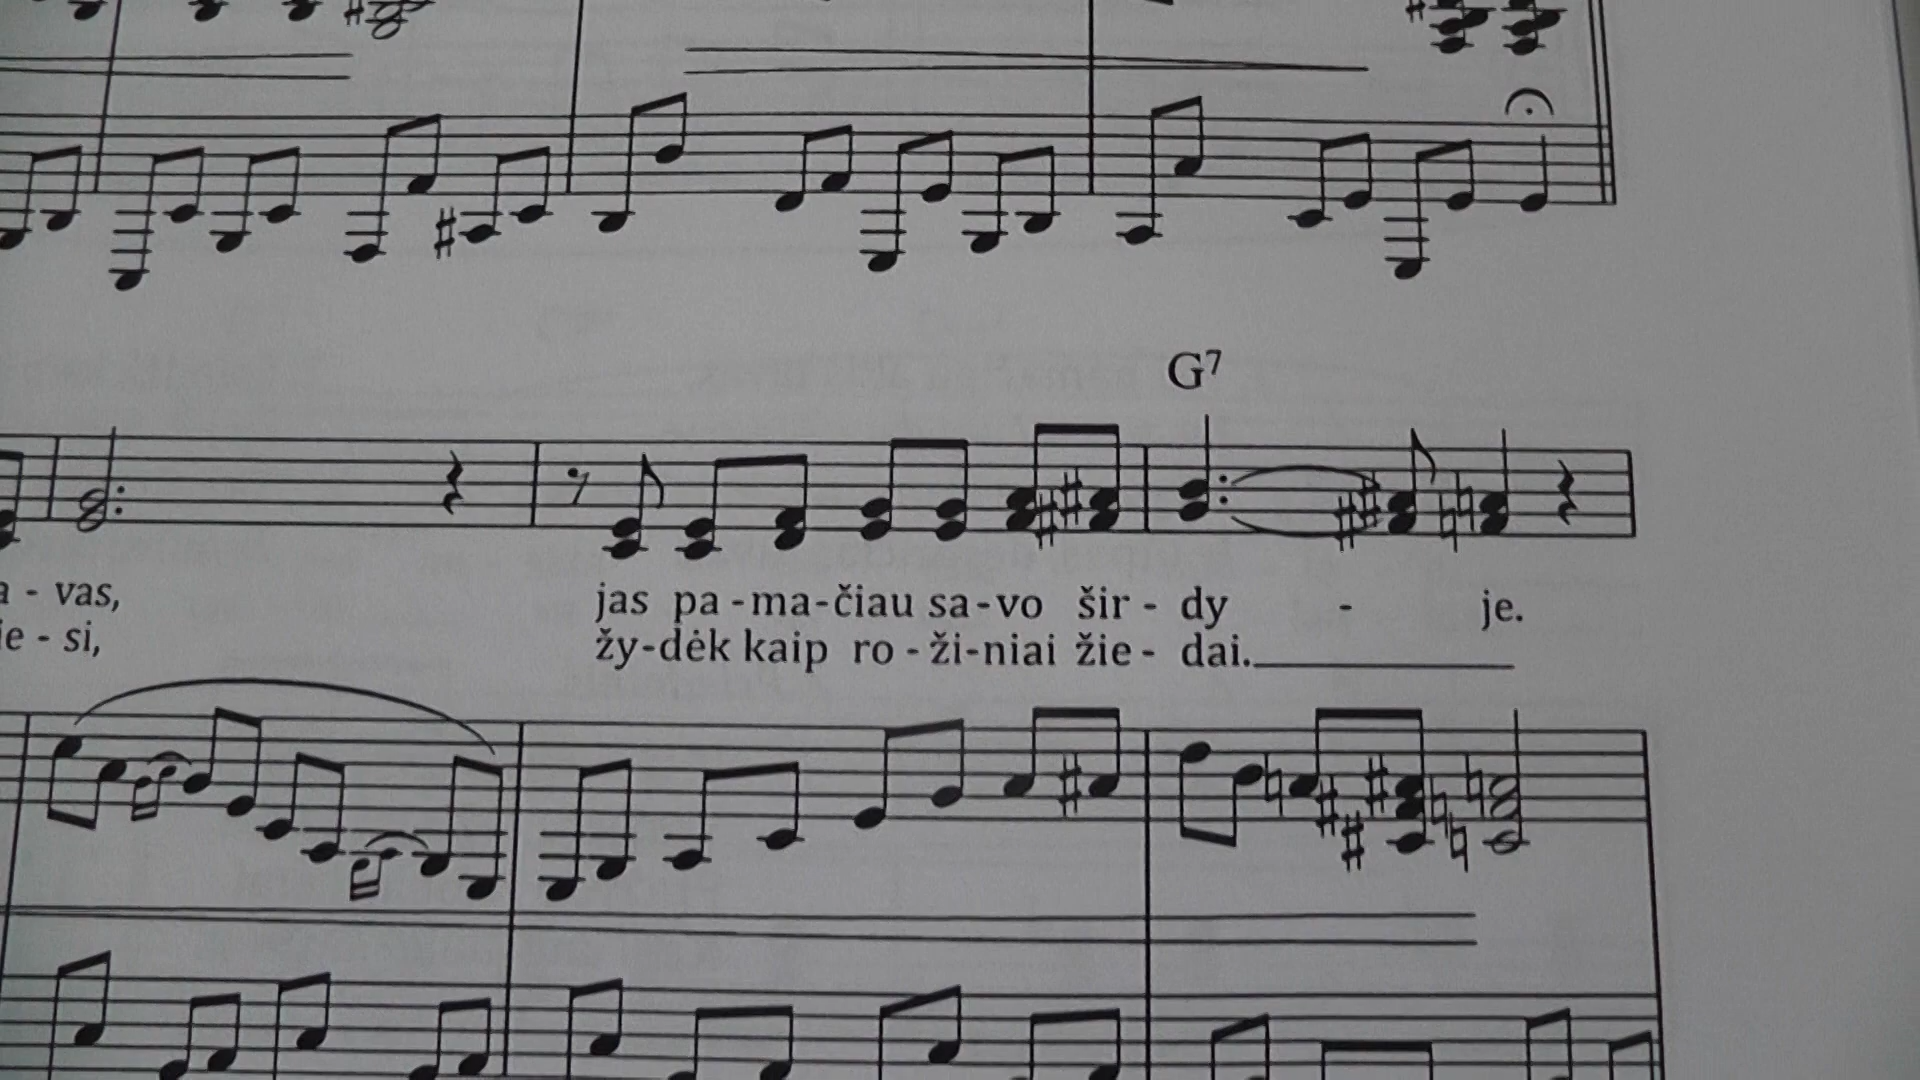 G7
a - vas, jas pa - ma - čiau sa - vo šir - dy - je.
ie - si, žy - dėk kaip ro - ži - niai žie - dai.